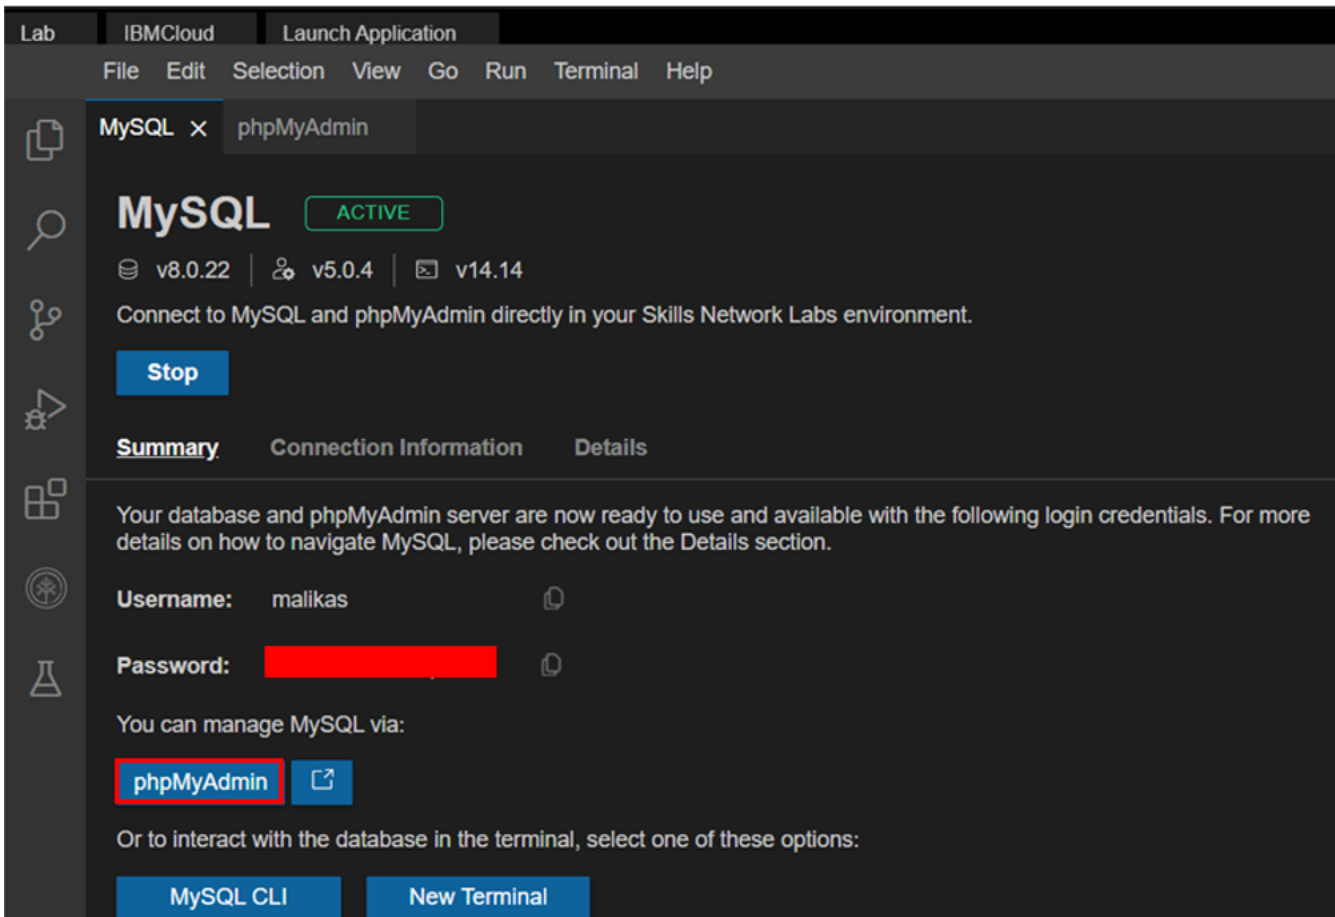 Lab IBMCloud Launch Application
File Edit Selection View Go Run Terminal Help
MySQL × phpMyAdmin
MySQL ACTIVE
v8.0.22 v5.0.4 v14.14
Connect to MySQL and phpMyAdmin directly in your Skills Network Labs environment.
Stop
Summary Connection Information Details
Your database and phpMyAdmin server are now ready to use and available with the following login credentials. For more
details on how to navigate MySQL, please check out the Details section.
Username: malikas
Password:
You can manage MySQL via:
phpMyAdmin
Or to interact with the database in the terminal, select one of these options:
MySQL CLI New Terminal